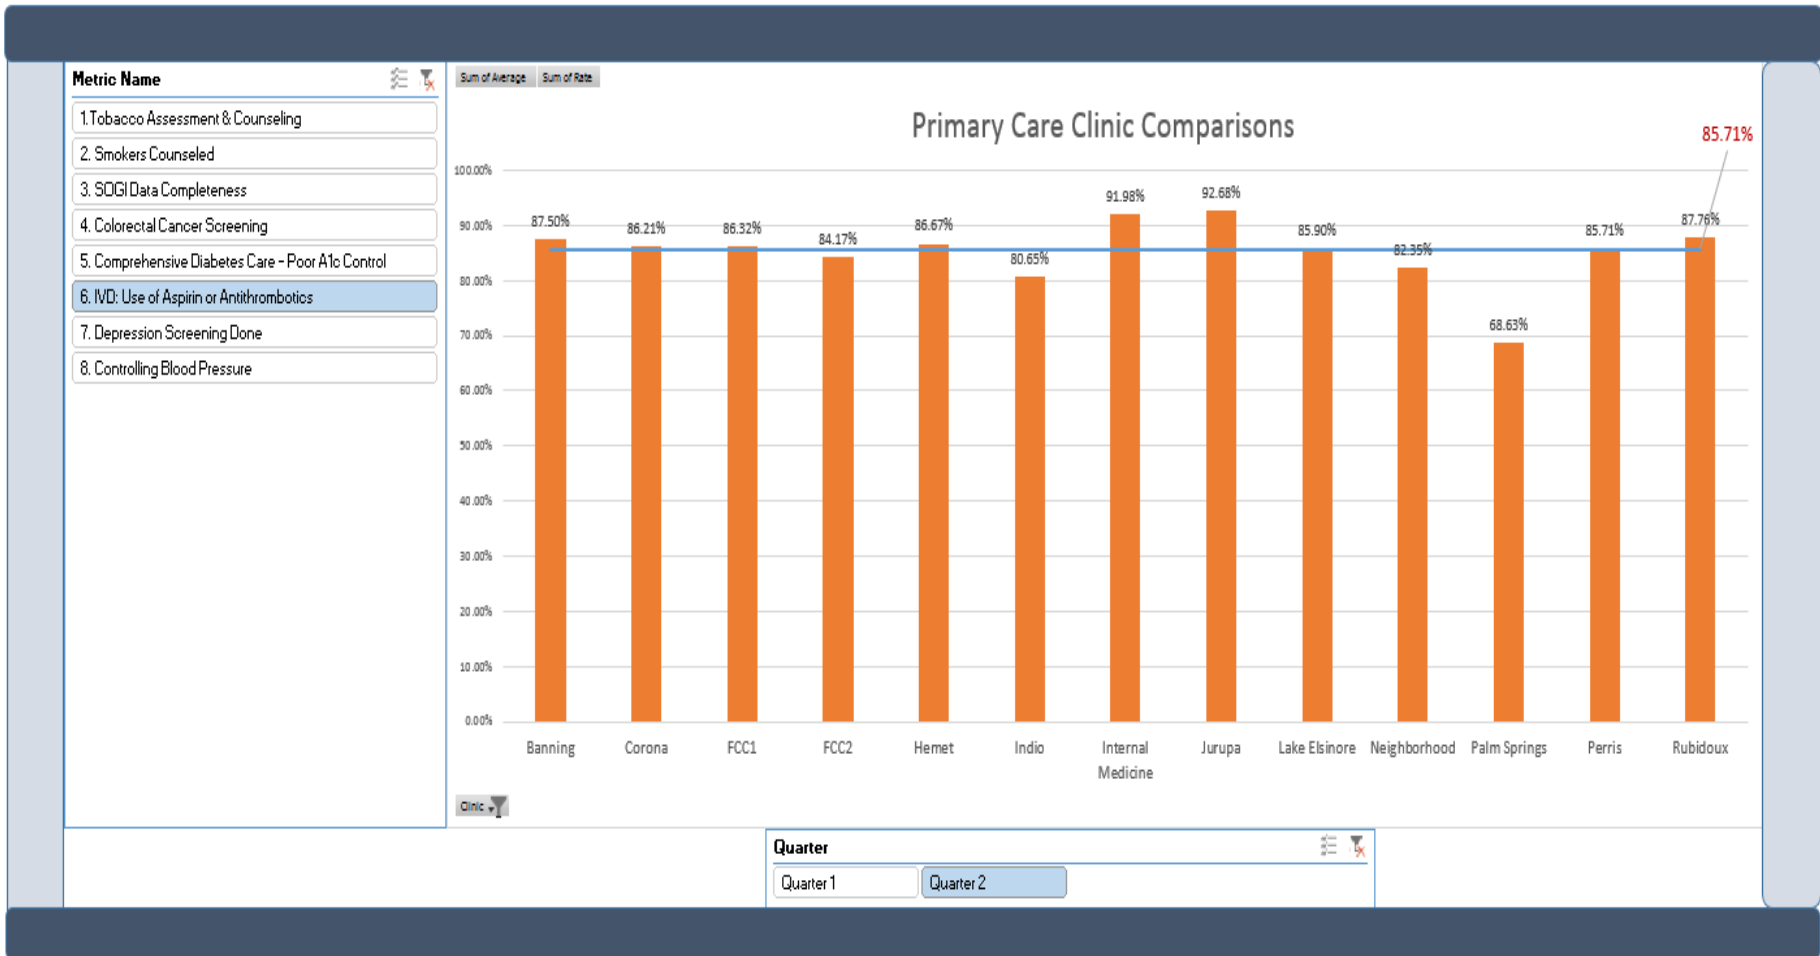 Metric Name
1.Tobacco Assessment & Counseling
2. Smokers Counseled
3. SOGI Data Completeness
4. Colorectal Cancer Screening
5. Comprehensive Diabetes Care - Poor A1c Control
6. IVD: Use of Aspirin or Antithrombotics
7. Depression Screening Done
8. Controlling Blood Pressure
Sum of Average Sum of Rate
Primary Care Clinic Comparisons
85.71%
100.00%
90.00%
80.00%
70.00%
60.00%
50.00%
40.00%
30.00%
20.00%
10.00%
0.00%
87.50% 86.21% 86.32% 84.17% 86.67% 80.65% 91.98% 92.68% 85.90% 82.35% 68.63% 85.71% 87.76%
Banning Corona FCC1 FCC2 Hemet Indio Internal Jurupa Lake Elsinore Neighborhood Palm Springs Perris Rubidoux
Medicine
Clinic
Quarter
Quarter 1 Quarter 2